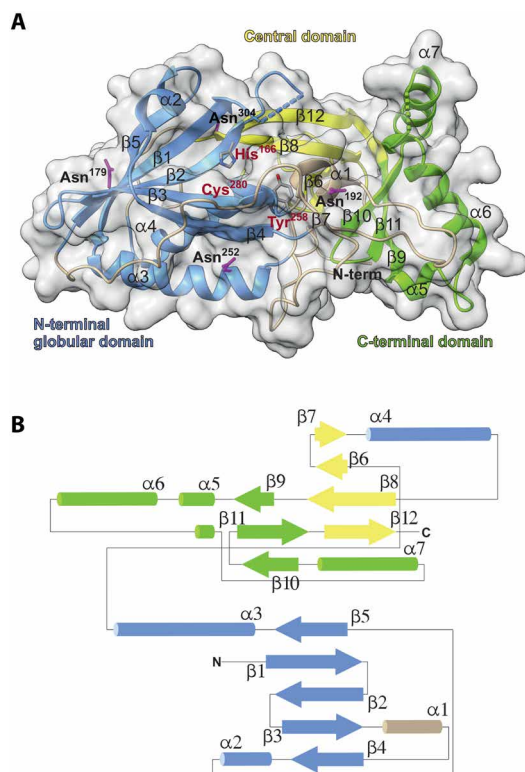 A
Central domain
α7
α2
Asn304
β12
β5
β8
β1
His166
Asn179
β2
β6
α1
Cys280
Asn192
β3
α6
α4
Tyr258
β7
β10
β11
β4
Asn252
N-term
β9
α3
α5
N-terminal
globular domain
C-terminal domain
B
β7
α4
β6
α6
α5
β9
β8
β11
β12
C
α7
β10
α3
β5
N
β1
β2
β3
α1
α2
β4